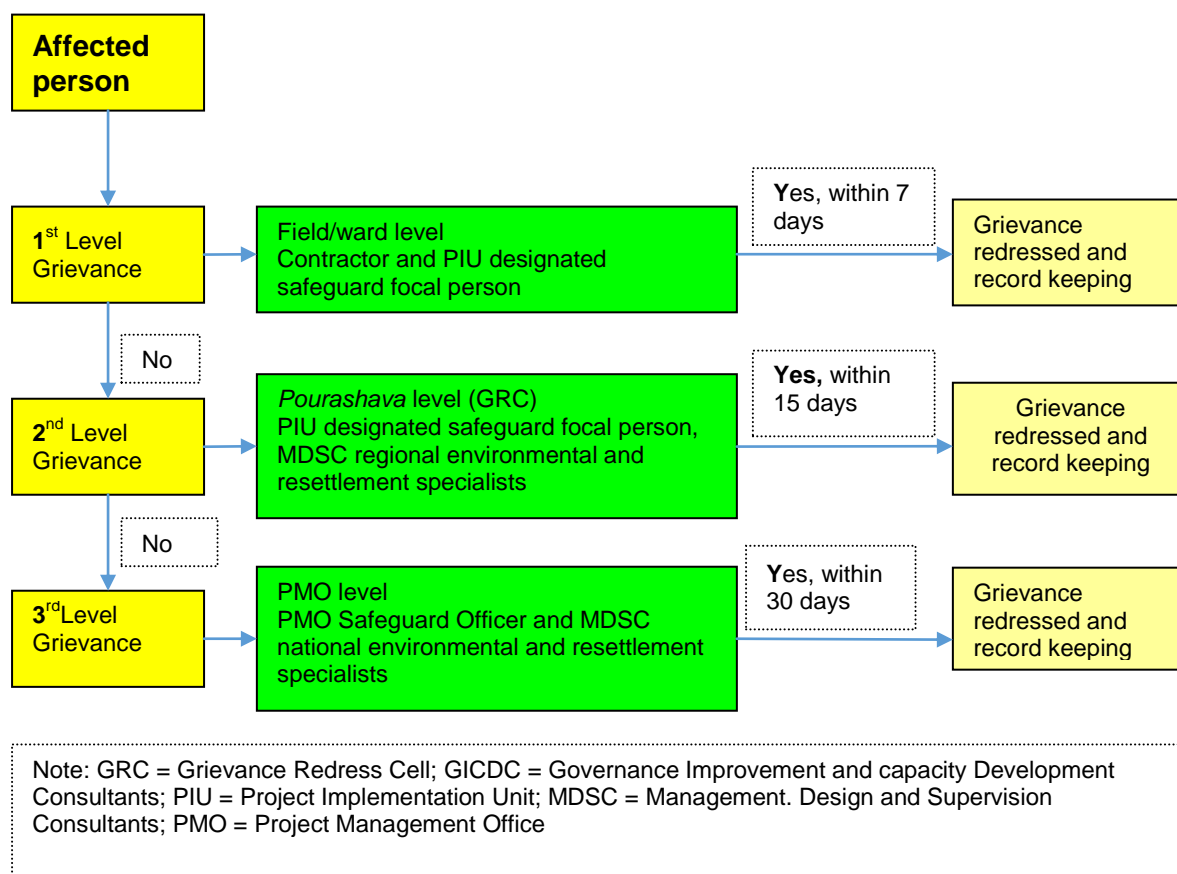 Affected
person
1st Level
Grievance
Field/ward level
Contractor and PIU designated
safeguard focal person
Yes, within 7
days
Grievance
redressed and
record keeping
No
2nd Level
Grievance
Pourashava level (GRC)
PIU designated safeguard focal person,
MDSC regional environmental and
resettlement specialists
Yes, within
15 days
Grievance
redressed and
record keeping
No
3rdLevel
Grievance
PMO level
PMO Safeguard Officer and MDSC
national environmental and resettlement
specialists
Yes, within
30 days
Grievance
redressed and
record keeping
Note: GRC = Grievance Redress Cell; GICDC = Governance Improvement and capacity Development
Consultants; PIU = Project Implementation Unit; MDSC = Management. Design and Supervision
Consultants; PMO = Project Management Office